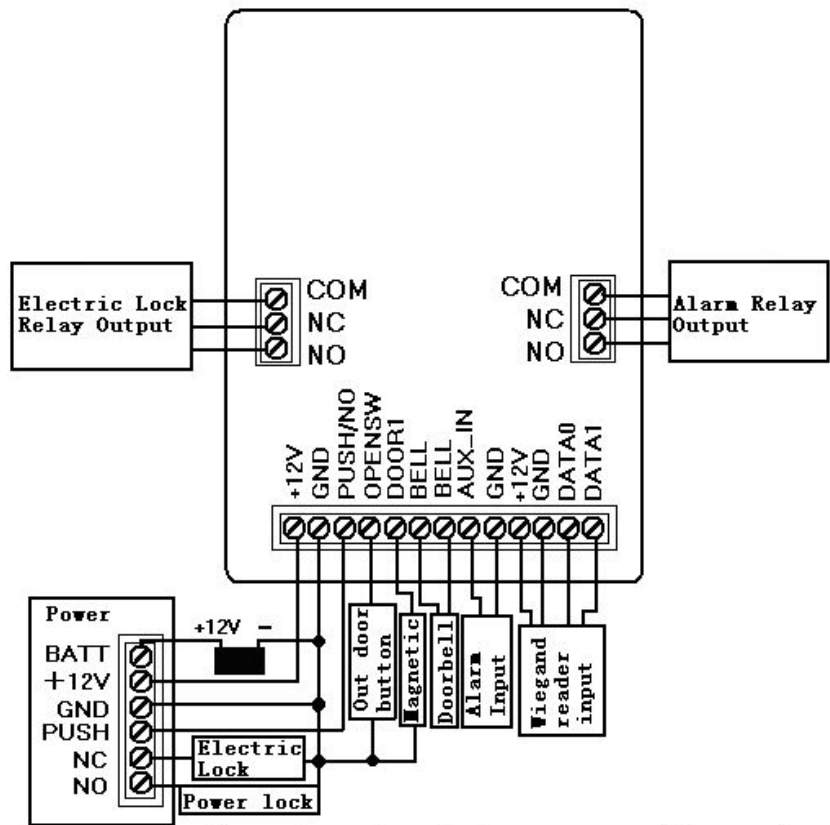 Electric Lock
Relay Output
COM
NC
NO
COM
NC
NO
Alarm Relay
Output
+12V
GND
PUSH/NO
OPENSW
DOOR1
BELL
BELL
AUX_IN
GND
+12V
GND
DATA0
DATA1
Power
BATT
+12V
GND
PUSH
NC
NO
+12V -
Electric
Lock
Power lock
Out door
button
Magnetic
Doorbell
Alarm
Input
Wiegand
reader
input